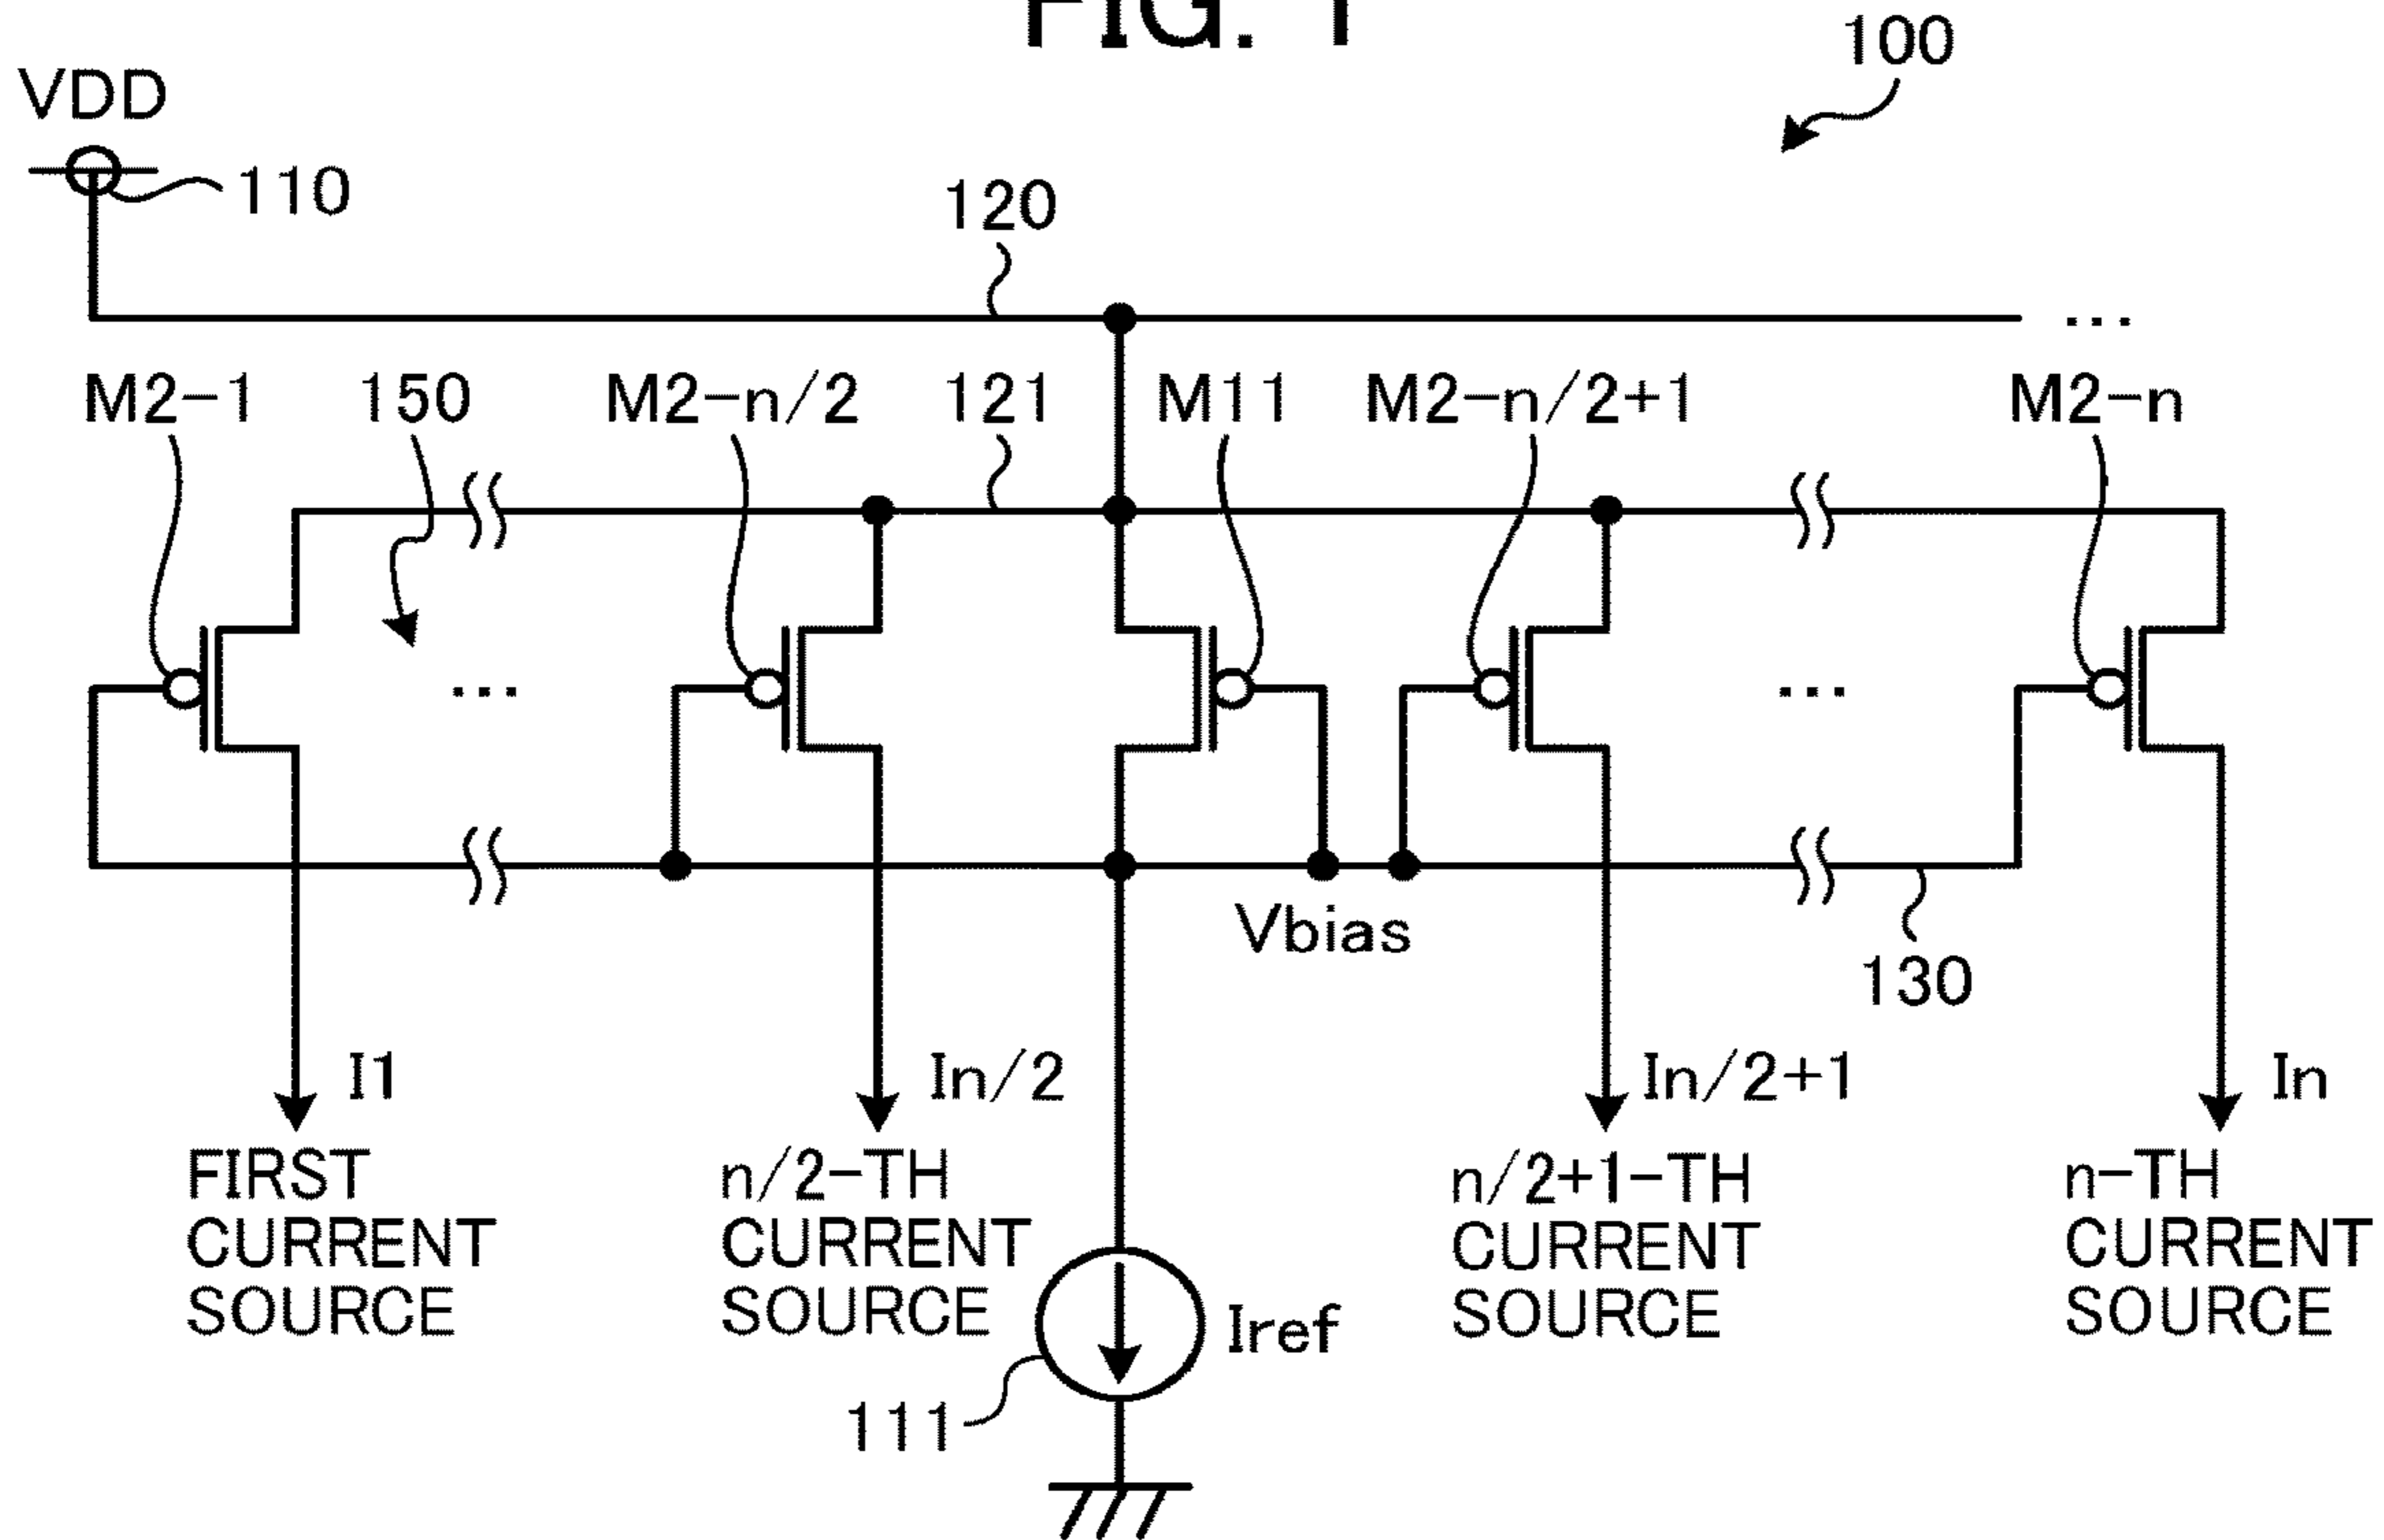 FIG. 1
100
VDD
110
120
...
M2-1
150
M2-n/2
121
M11
M2-n/2+1
M2-n
...
...
Vbias
130
I1
In/2
In/2+1
In
FIRST
CURRENT
SOURCE
n/2-TH
CURRENT
SOURCE
Iref
n/2+1-TH
CURRENT
SOURCE
n-TH
CURRENT
SOURCE
111